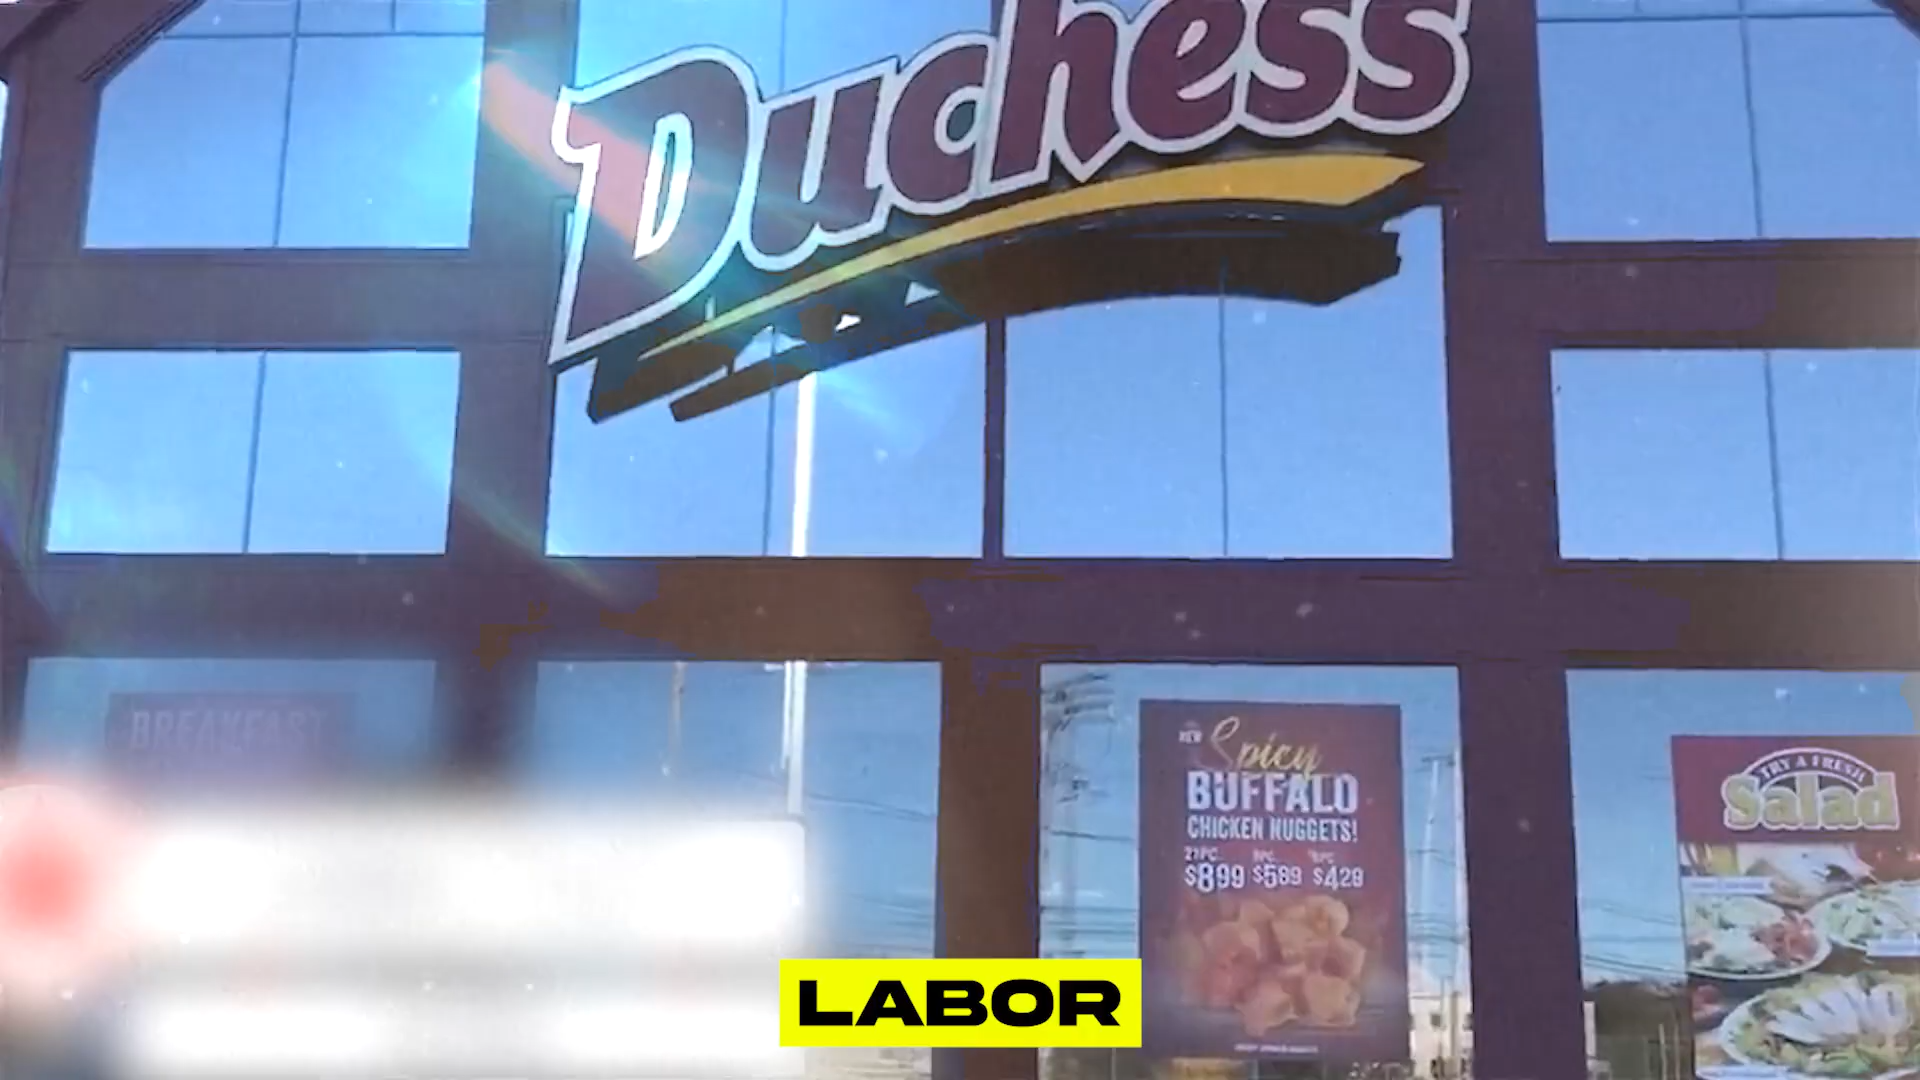 Duchess
BREAKFAST
NEW Spicy
BUFFALO
CHICKEN NUGGETS!
$899 $589 $429
TRY A FRESH
Salad
LABOR